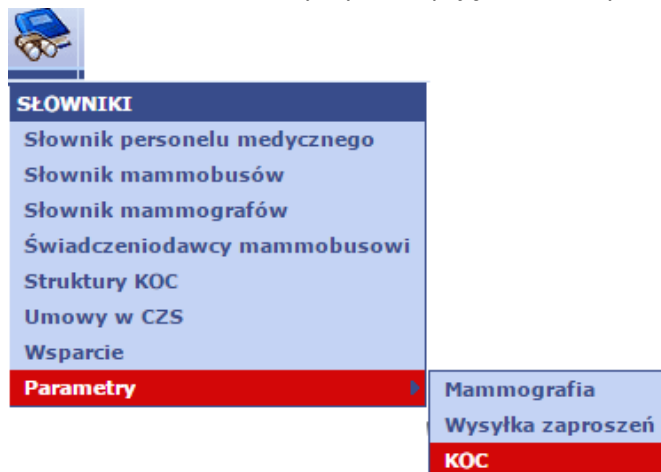 SŁOWNIKI
Słownik personelu medycznego
Słownik mammobusów
Słownik mammografów
Świadczeniodawcy mammobusowi
Struktury KOC
Umowy w CZS
Wsparcie
Parametry
Mammografia
Wysyłka zaproszeń
KOC